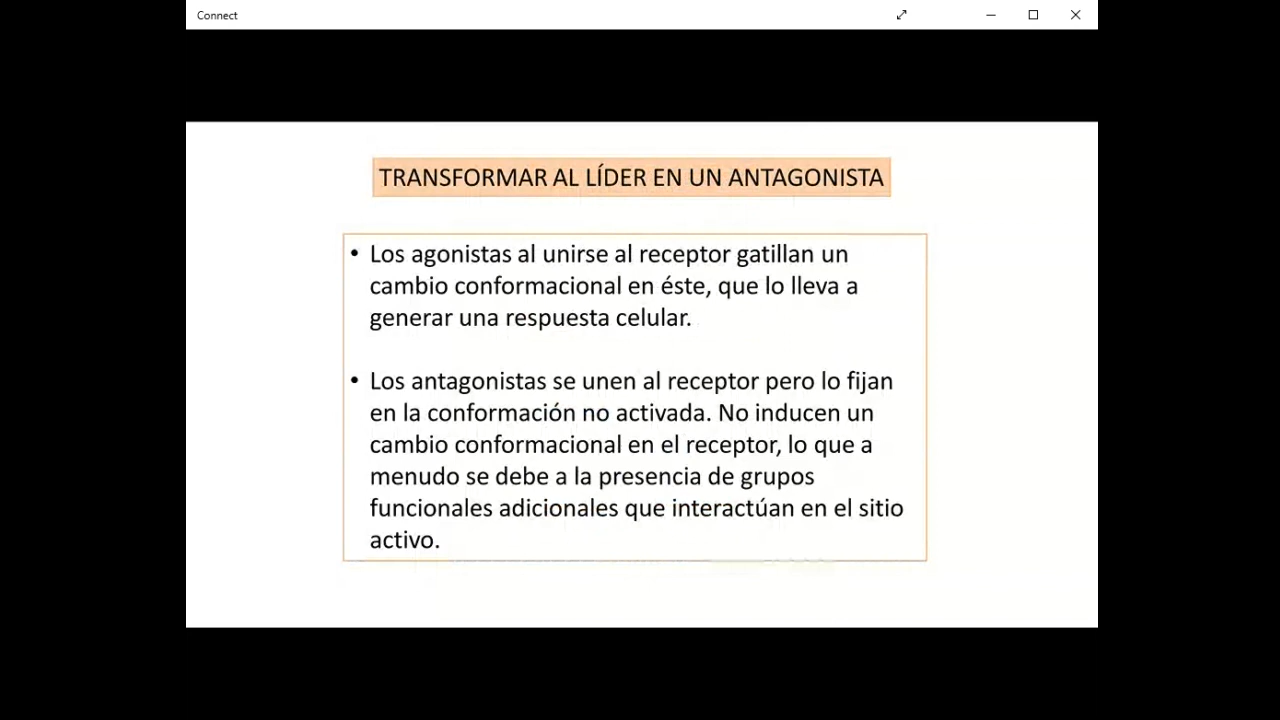 Connect
TRANSFORMAR AL LÍDER EN UN ANTAGONISTA
• Los agonistas al unirse al receptor gatillan un
cambio conformacional en éste, que lo lleva a
generar una respuesta celular.
• Los antagonistas se unen al receptor pero lo fijan
en la conformación no activada. No inducen un
cambio conformacional en el receptor, lo que a
menudo se debe a la presencia de grupos
funcionales adicionales que interactúan en el sitio
activo.